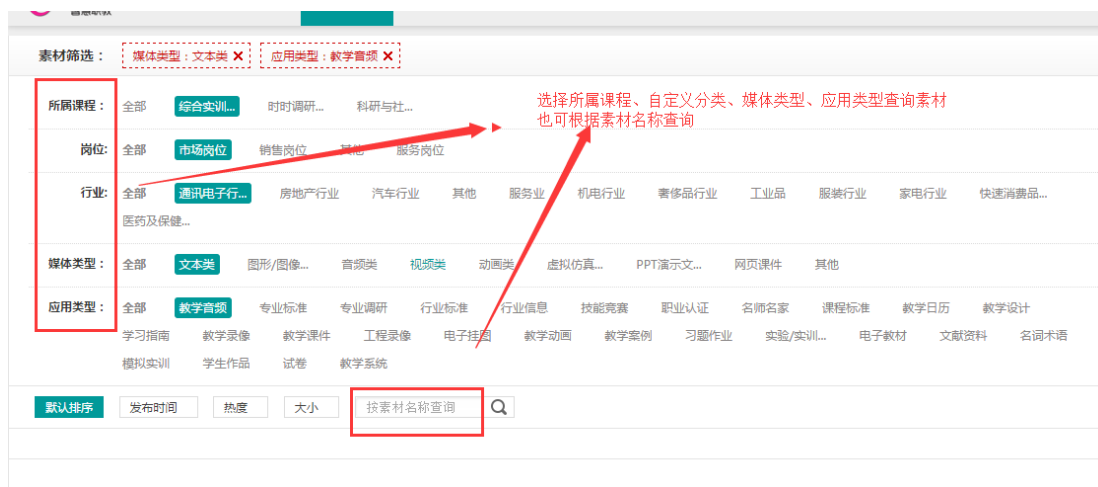 智慧职教
素材筛选： 媒体类型：文本类 ✕ 应用类型：教学音频 ✕
所属课程： 全部 综合实训... 时时调研... 科研与社...
选择所属课程、自定义分类、媒体类型、应用类型查询素材
也可根据素材名称查询
岗位: 全部 市场岗位 销售岗位 其他 服务岗位
行业: 全部 通讯电子行... 房地产行业 汽车行业 其他 服务业 机电行业 奢侈品行业 工业品 服装行业 家电行业 快速消费品...
医药及保健...
媒体类型： 全部 文本类 图形/图像... 音频类 视频类 动画类 虚拟仿真... PPT演示文... 网页课件 其他
应用类型： 全部 教学音频 专业标准 专业调研 行业标准 行业信息 技能竞赛 职业认证 名师名家 课程标准 教学日历 教学设计
学习指南 教学录像 教学课件 工程录像 电子挂图 教学动画 教学案例 习题作业 实验/实训... 电子教材 文献资料 名词术语
模拟实训 学生作品 试卷 教学系统
默认排序 发布时间 热度 大小 按素材名称查询